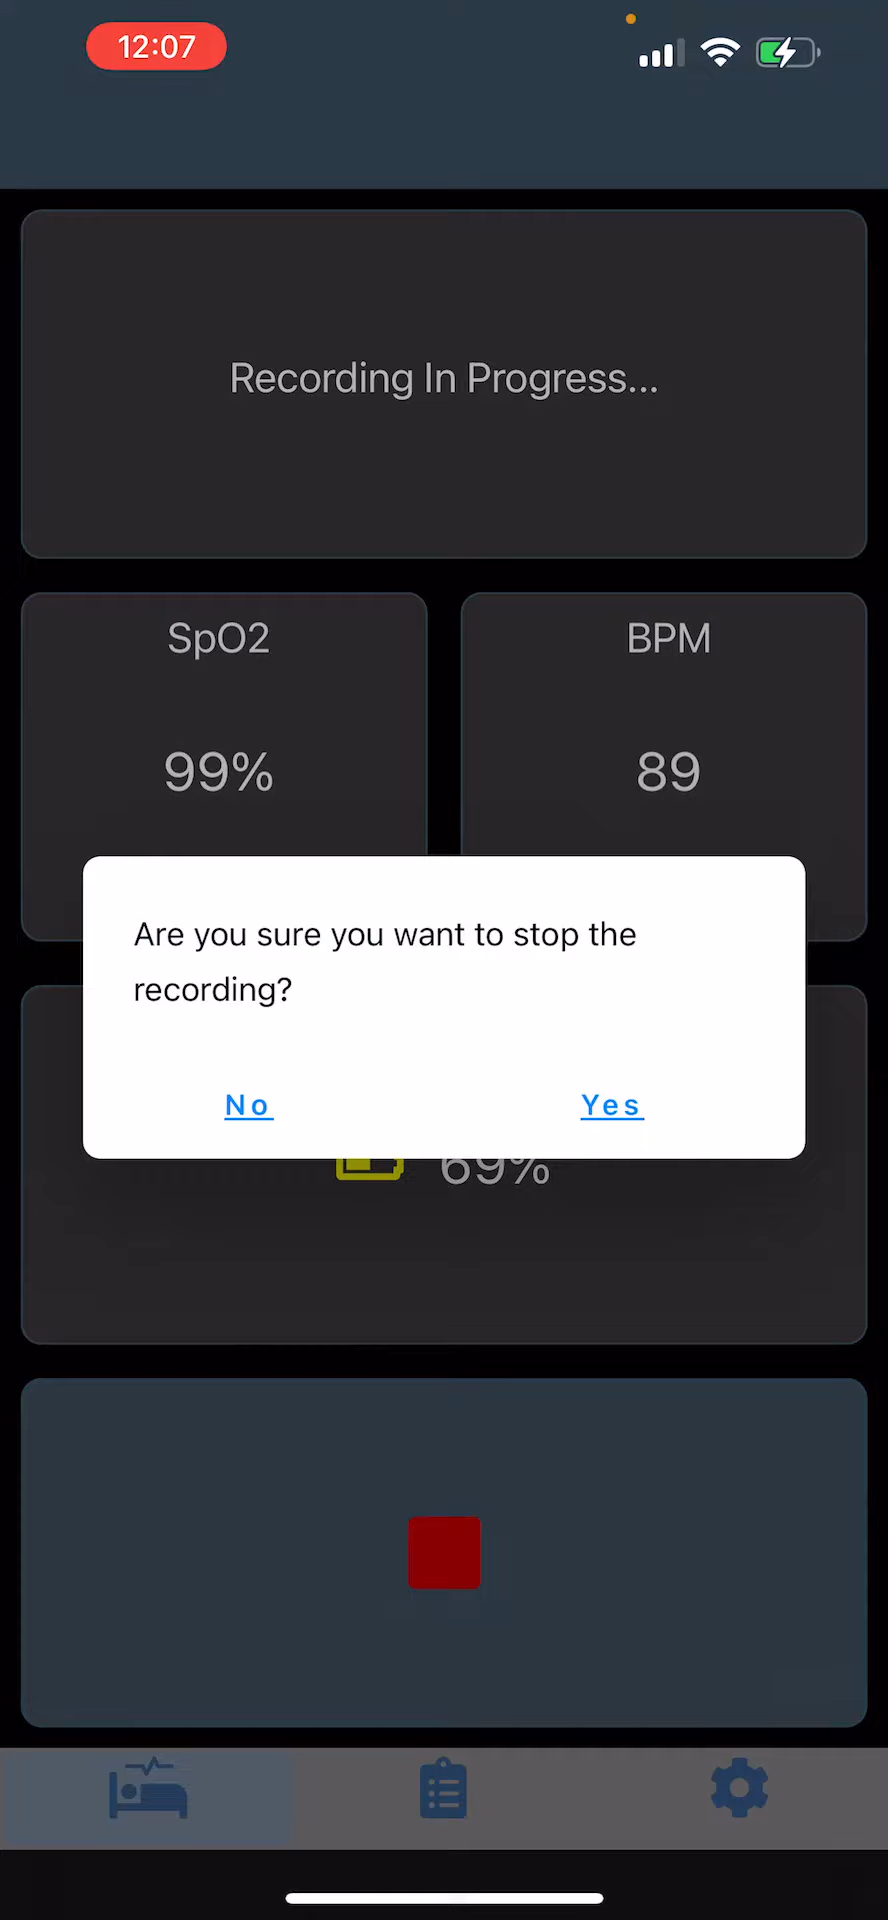 12:07
Recording In Progress...
SpO2
BPM
99%
89
Are you sure you want to stop the
recording?
No
Yes
69%